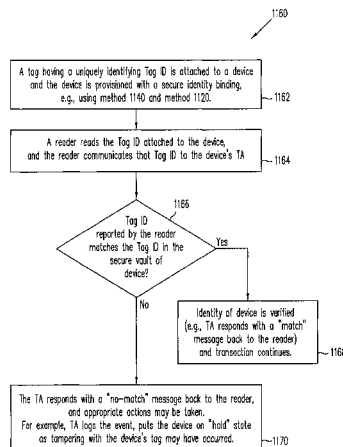 1160
A tag having a uniquely identifying Tag ID is attached to a device
and the device is provisioned with a secure identity binding,
e.g., using method 1140 and method 1120.
1162
A reader reads the Tag ID attached to the device,
and the reader communicates that Tag ID to the device's TA
1164
1166
Tag ID
reported by the reader
matches the Tag ID in the
secure vault of
device?
Yes
No
Identity of device is verified
(e.g., TA responds with a "match"
message back to the reader)
and transection continues.
1168
The TA responds with a "no-match" message back to the reader,
and appropriate actions may be taken.
For example, TA logs the event, puts the device on "hold" state
as tampering with the device's tag may have occurred.
1170